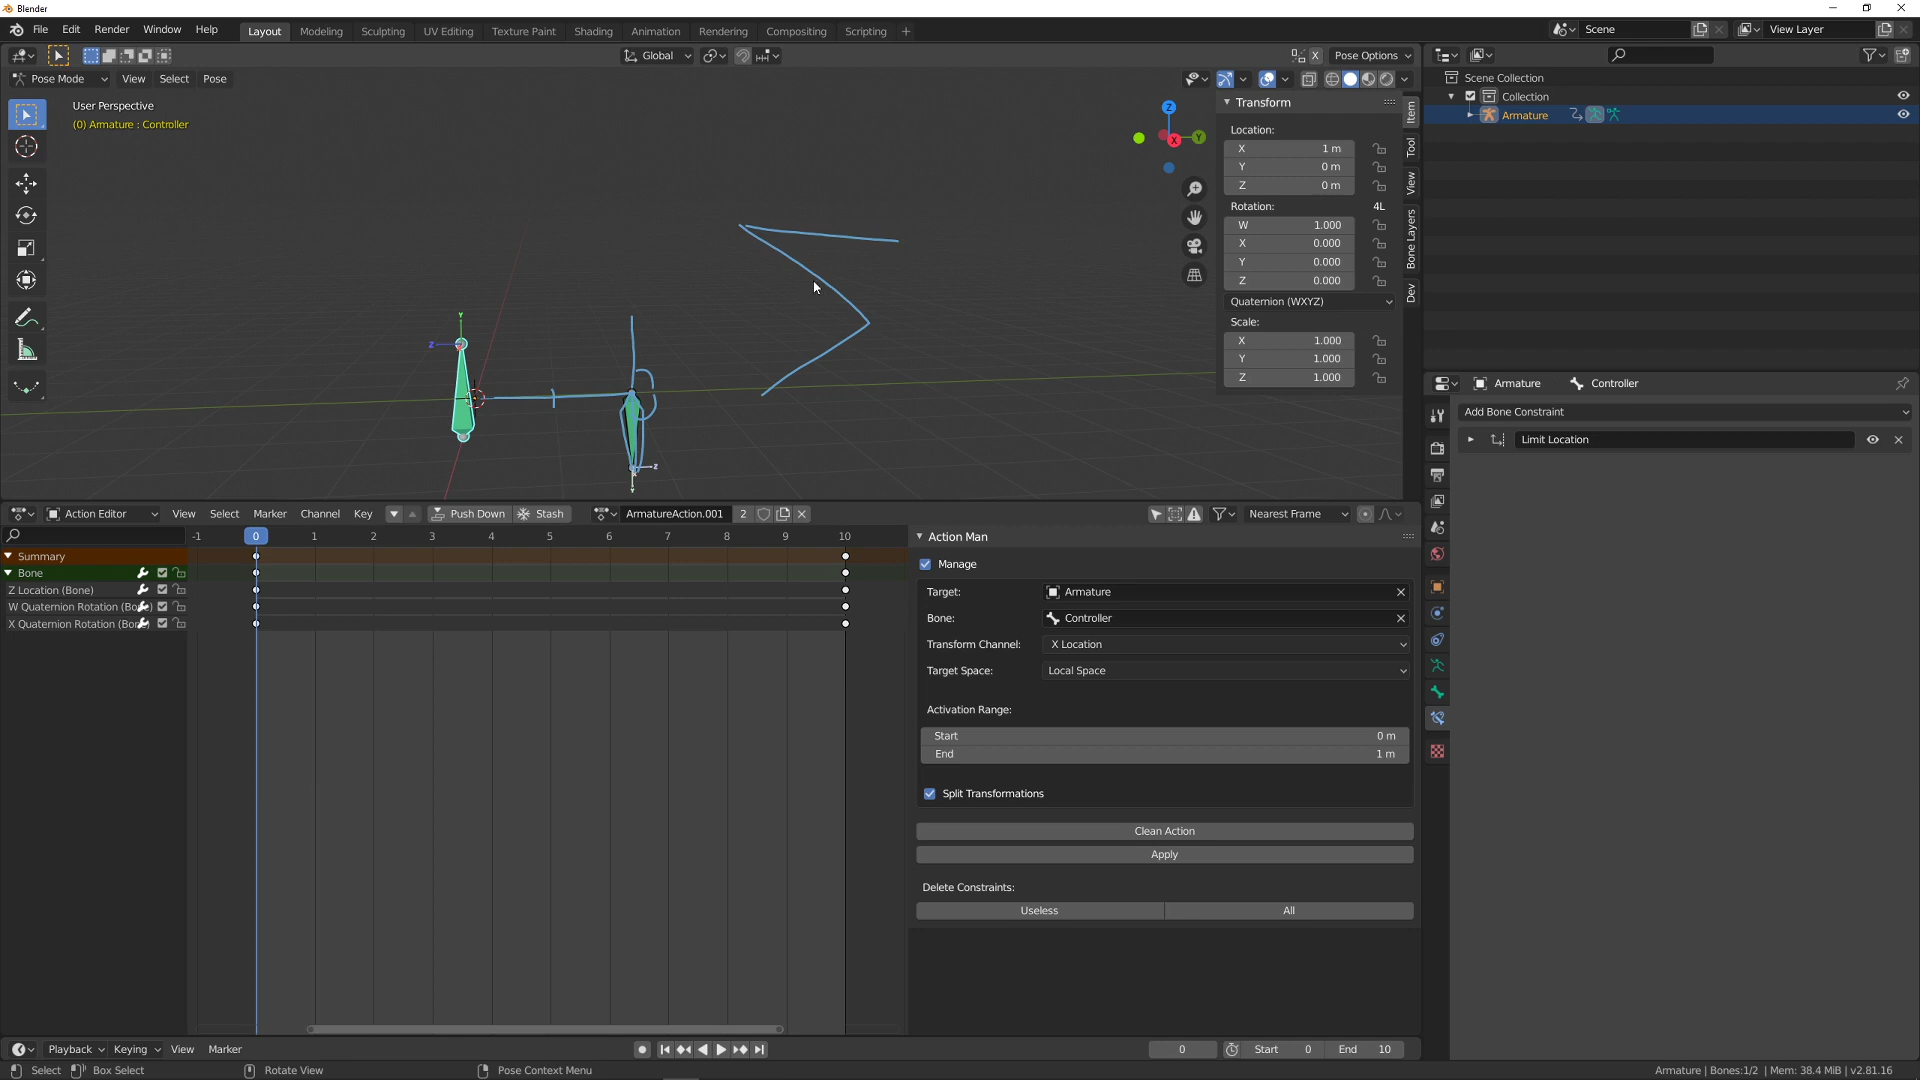 Blender
File Edit Render Window Help Layout Modeling Sculpting UV Editing Texture Paint Shading Animation Rendering Compositing Scripting + Scene View Layer
Global X Pose Options
Pose Mode View Select Pose
User Perspective
(0) Armature : Controller
Z
Y
X
Y
Z
Z
Y
Transform
Location:
X 1 m
Y 0 m
Z 0 m
Rotation: 4L
W 1.000
X 0.000
Y 0.000
Z 0.000
Quaternion (WXYZ)
Scale:
X 1.000
Y 1.000
Z 1.000
Item
Tool
View
Bone Layers
Dev
Scene Collection
Collection
Armature
Armature Controller
Add Bone Constraint
Limit Location
Action Editor View Select Marker Channel Key Push Down Stash ArmatureAction.001 2 Nearest Frame
-1 0 1 2 3 4 5 6 7 8 9 10
Summary
Bone
Z Location (Bone)
W Quaternion Rotation (Bone)
X Quaternion Rotation (Bone)
Action Man
Manage
Target: Armature
Bone: Controller
Transform Channel: X Location
Target Space: Local Space
Activation Range:
Start 0 m
End 1 m
Split Transformations
Clean Action
Apply
Delete Constraints:
Useless All
Playback Keying View Marker 0 Start 0 End 10
Select Box Select Rotate View Pose Context Menu Armature | Bones:1/2 | Mem: 38.4 MiB | v2.81.16